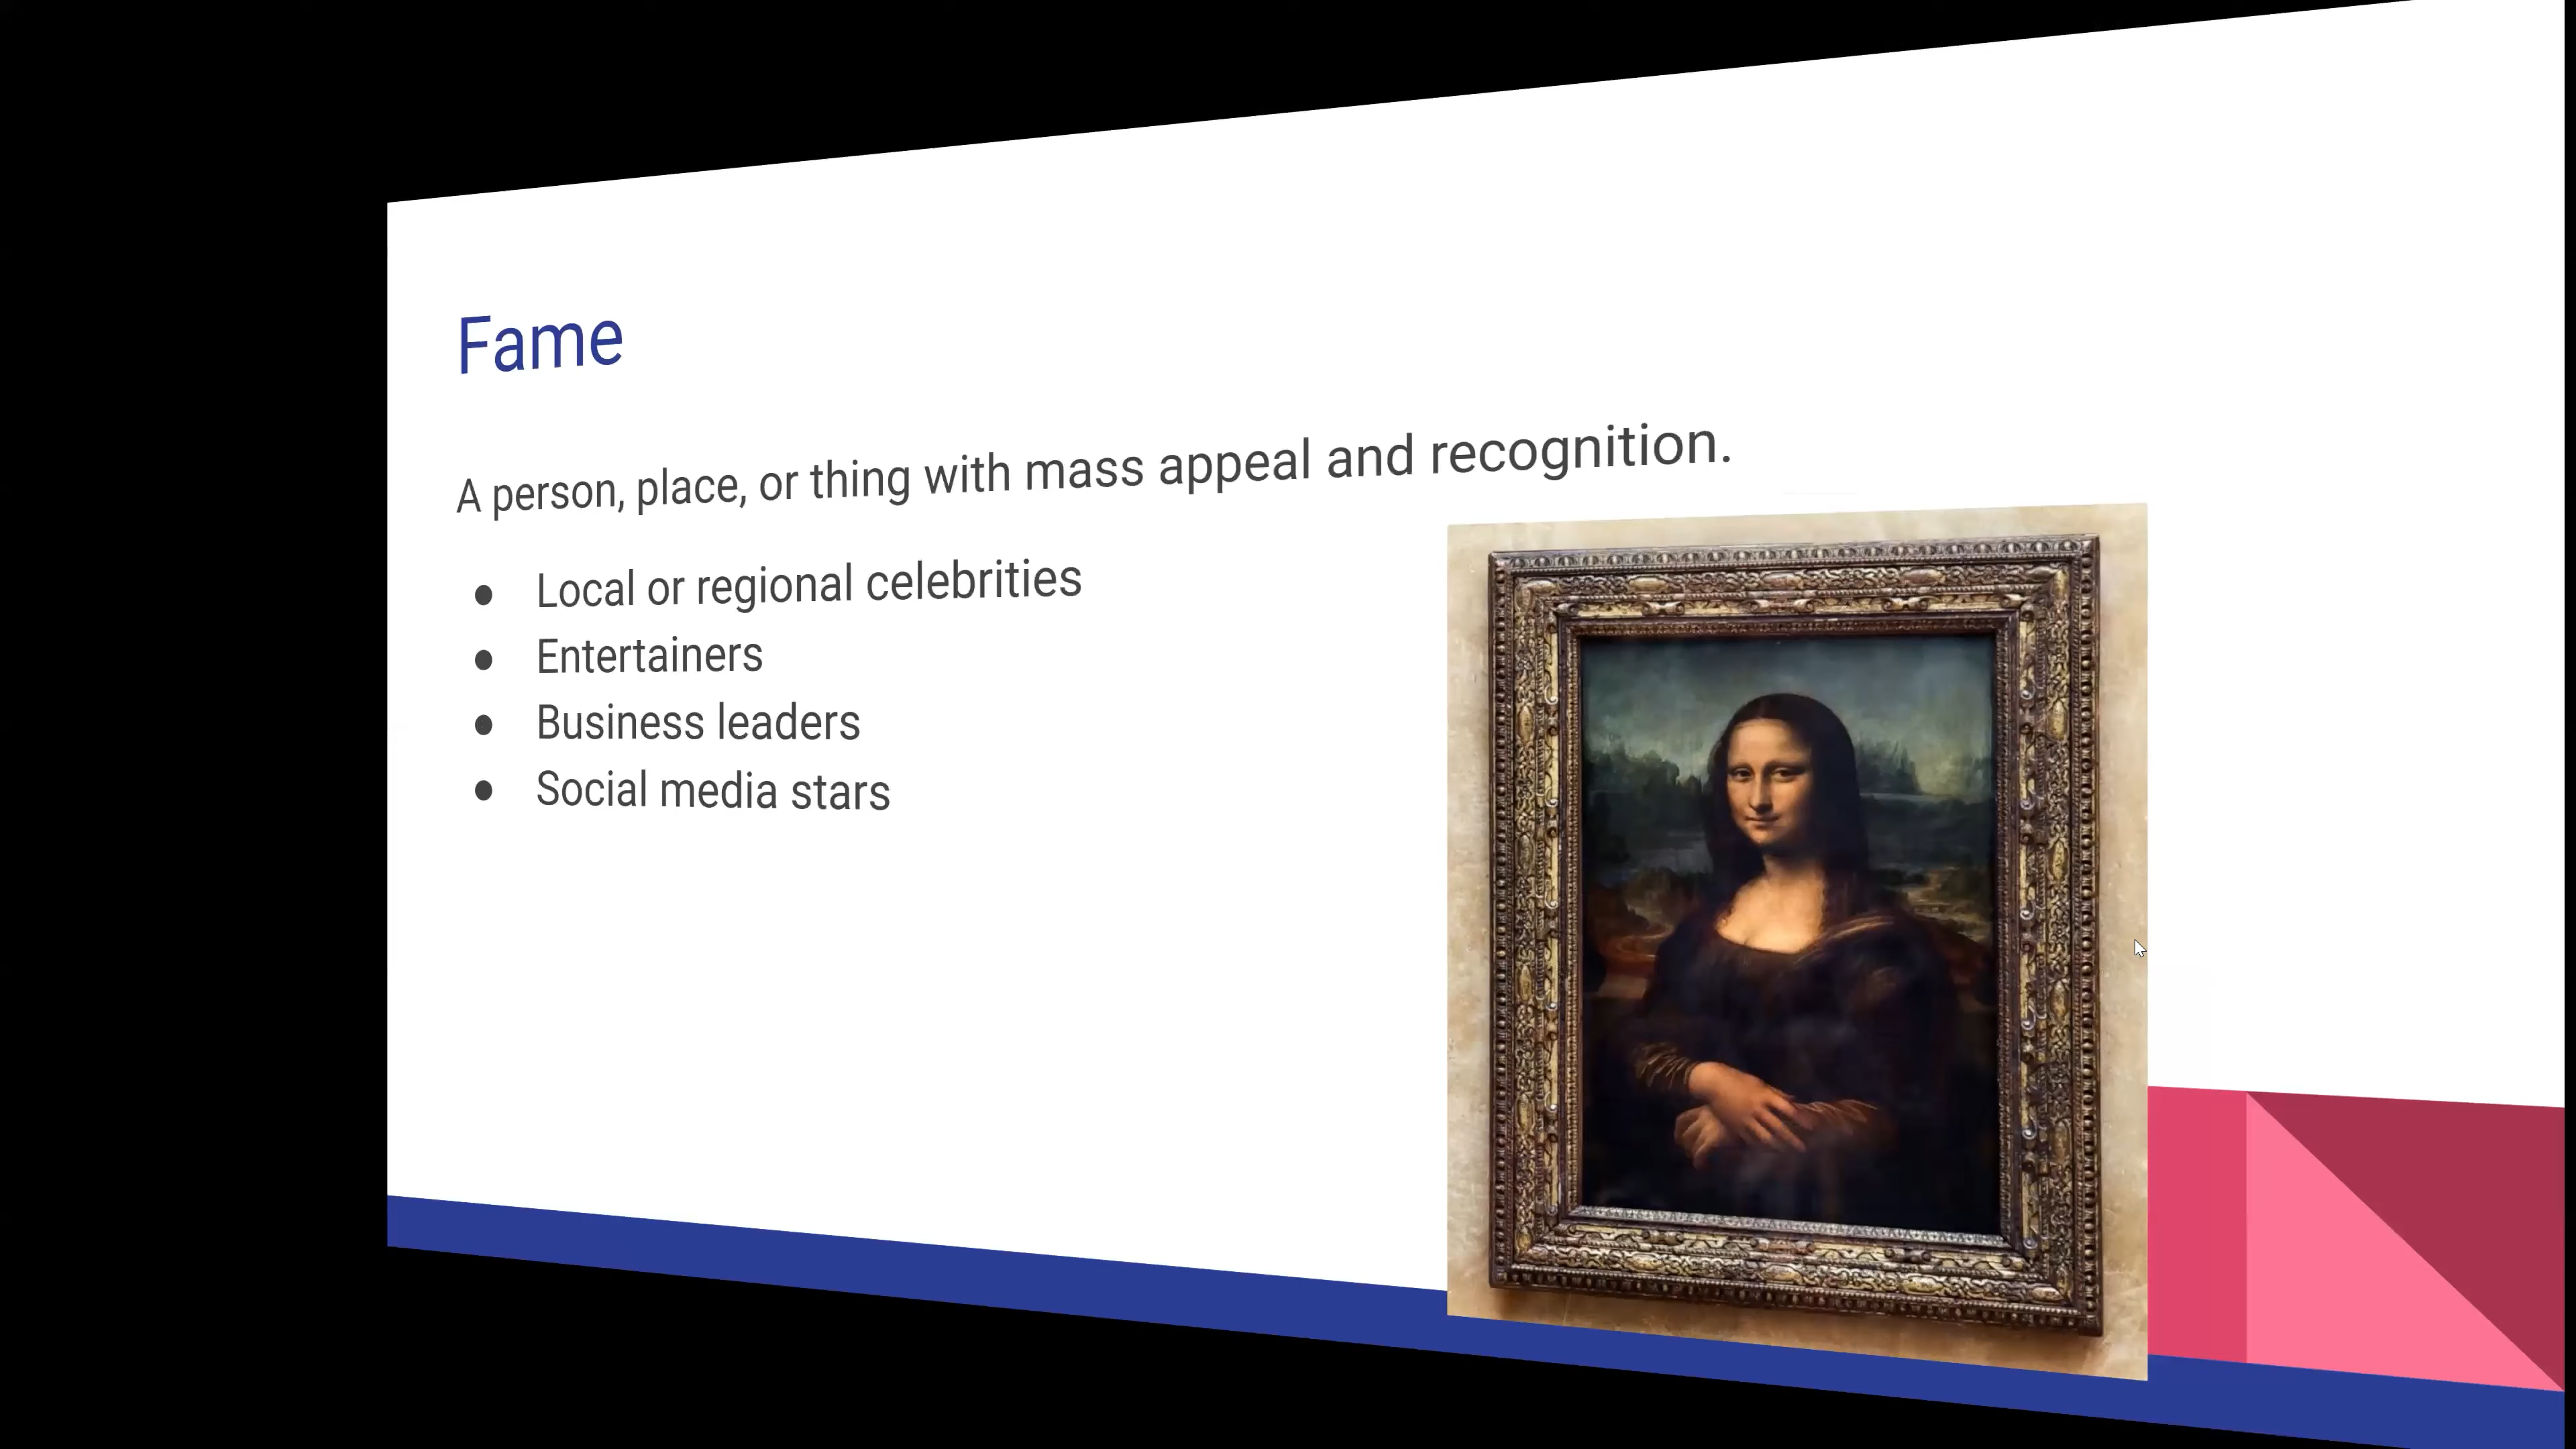 Fame
A person, place, or thing with mass appeal and recognition.
● Local or regional celebrities
● Entertainers
● Business leaders
● Social media stars